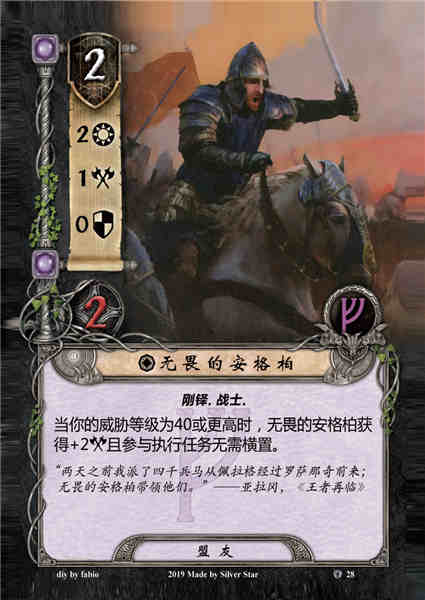 2
2
1
0
2
无畏的安格柏
刚铎. 战士.
当你的威胁等级为40或更高时，无畏的安格柏获
得+2且参与执行任务无需横置。
“两天之前我派了四千兵马从佩拉格经过罗萨那奇前来；
无畏的安格柏带领他们。”——亚拉冈，《王者再临》
盟友
diy by fabio 2019 Made by Silver Star 28